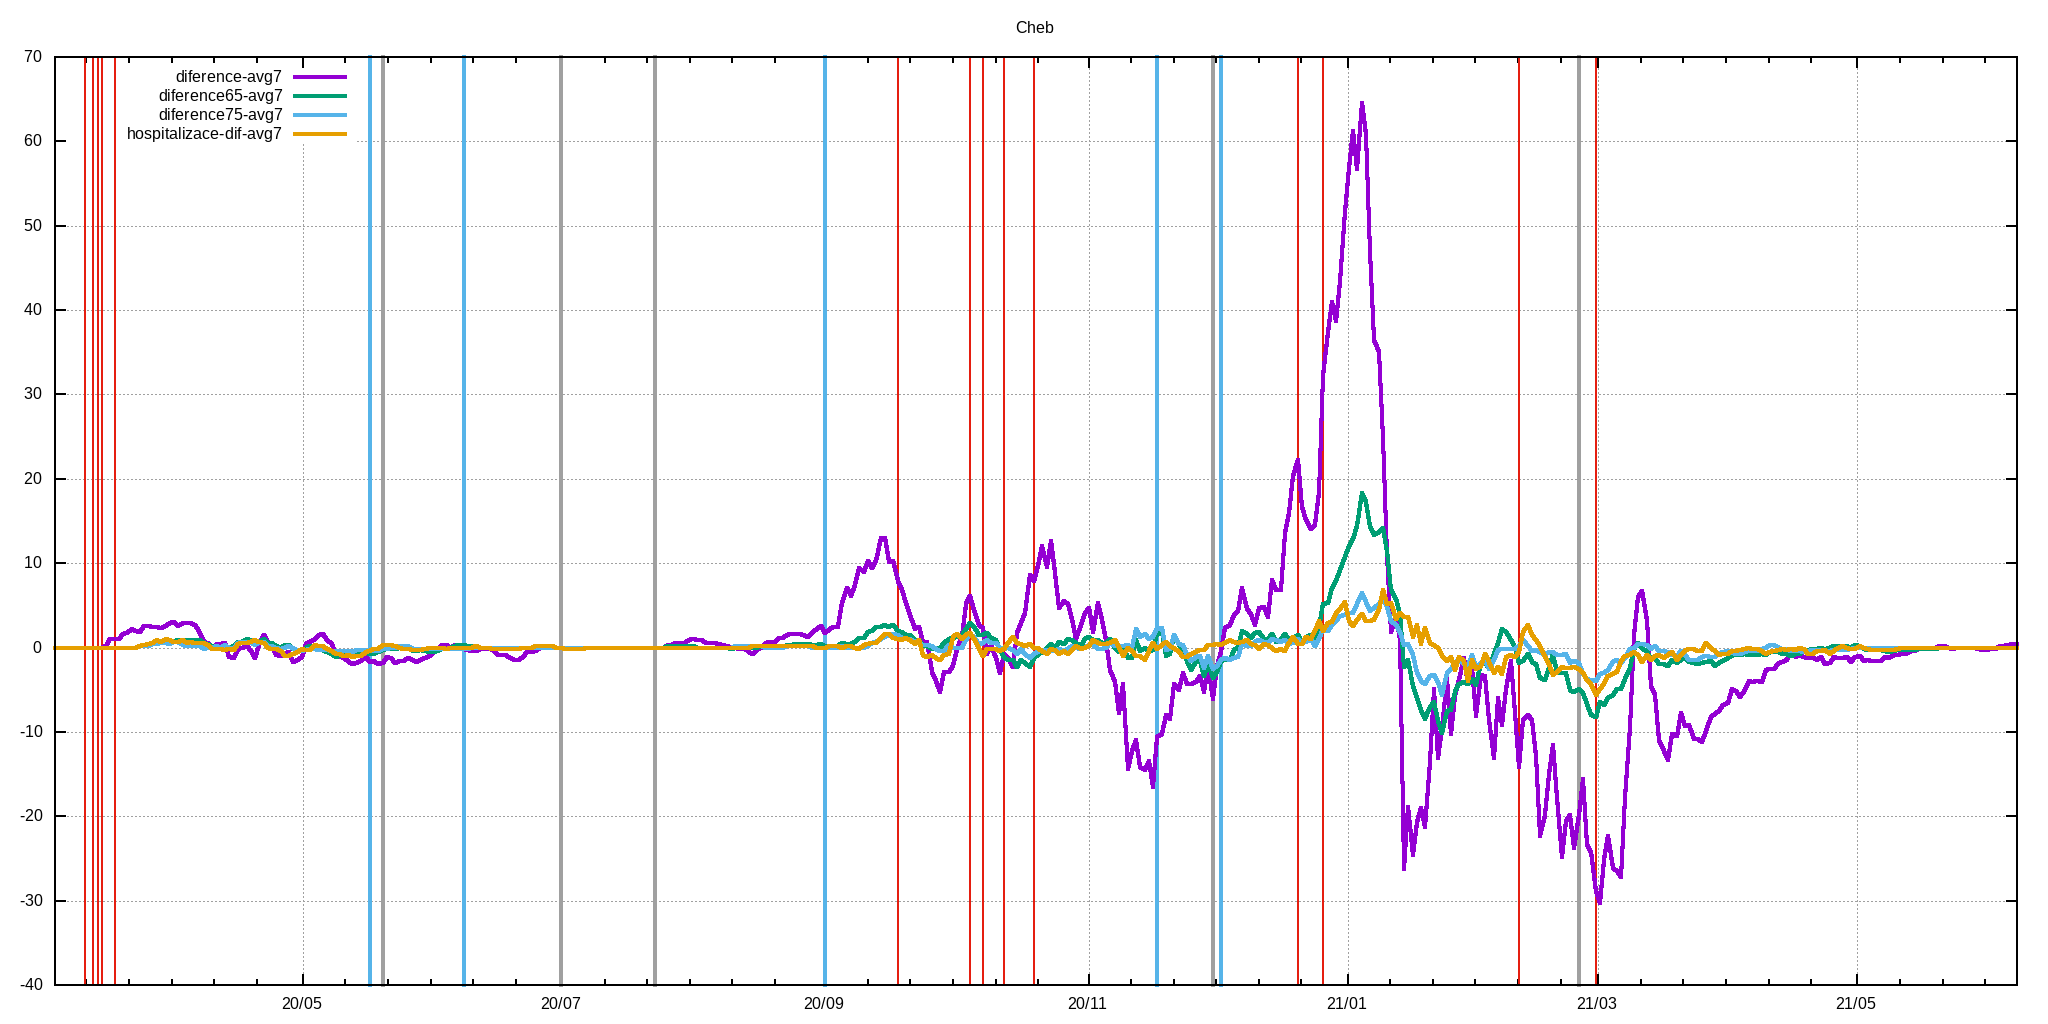 Cheb
70
60
50
40
30
20
10
0
-10
-20
-30
-40
diference-avg7
diference65-avg7
diference75-avg7
hospitalizace-dif-avg7
20/05 20/07 20/09 20/11 21/01 21/03 21/05